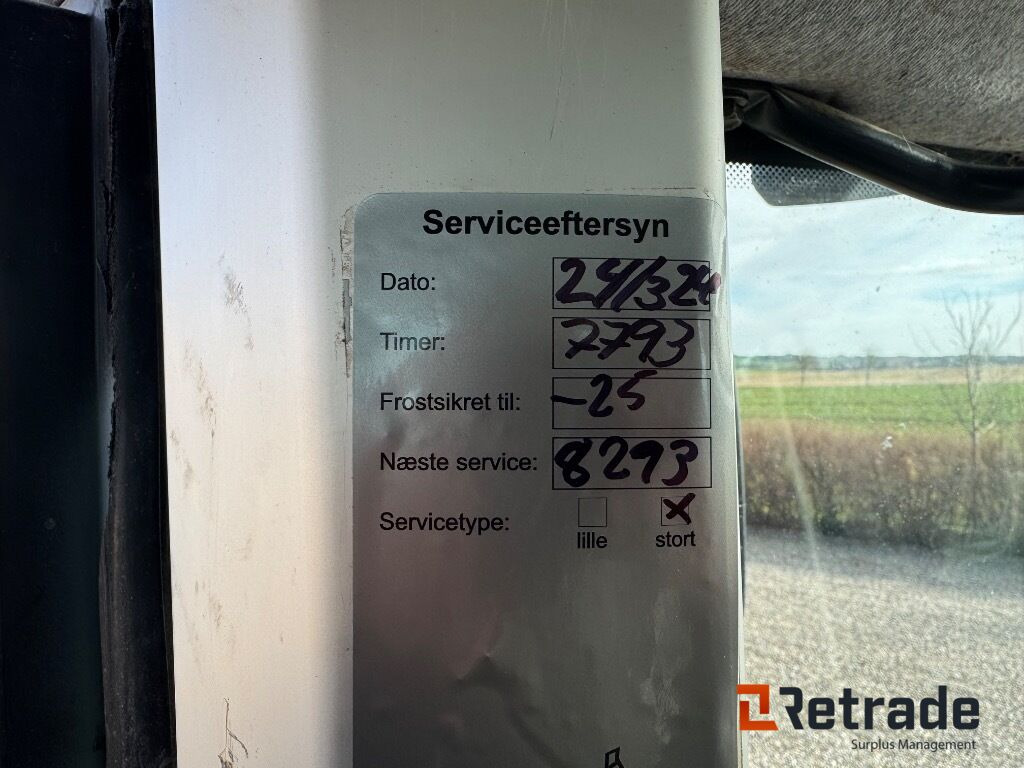 Serviceeftersyn
Dato: 24/3 24
Timer: 7793
Frostsikret til: -25
Næste service: 8293
Servicetype: X
lille stort
Retrade
Surplus Management